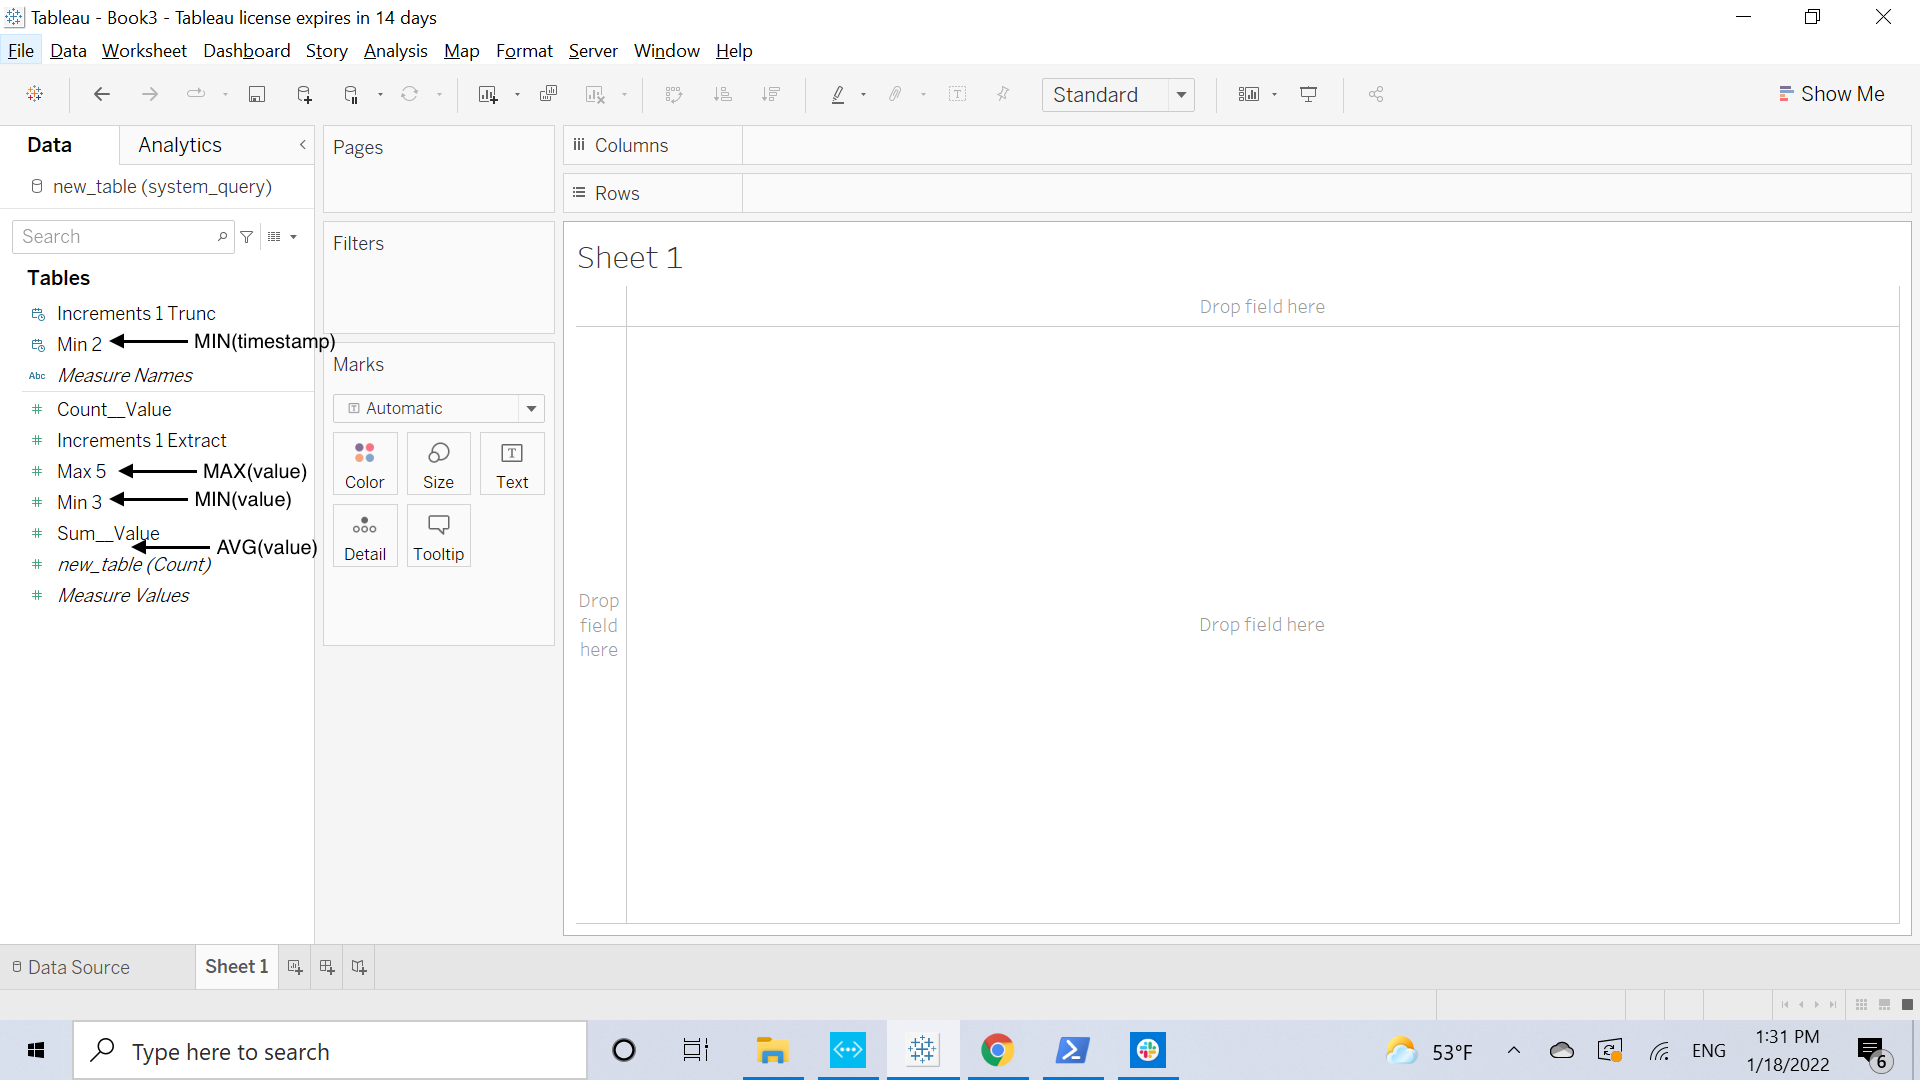 Tableau - Book3 - Tableau license expires in 14 days
File Data Worksheet Dashboard Story Analysis Map Format Server Window Help
Standard
Show Me
Data Analytics
new_table (system_query)
Search
Tables
Increments 1 Trunc
Min 2 MIN(timestamp)
Abc Measure Names
Count__Value
Increments 1 Extract
Max 5 MAX(value)
Min 3 MIN(value)
Sum__Value
AVG(value)
new_table (Count)
Measure Values
Pages
Filters
Marks
Automatic
Color Size Text
Detail Tooltip
Columns
Rows
Sheet 1
Drop field here
Drop
field
here
Drop field here
Data Source Sheet 1
Type here to search
53°F
ENG
1:31 PM
1/18/2022
6